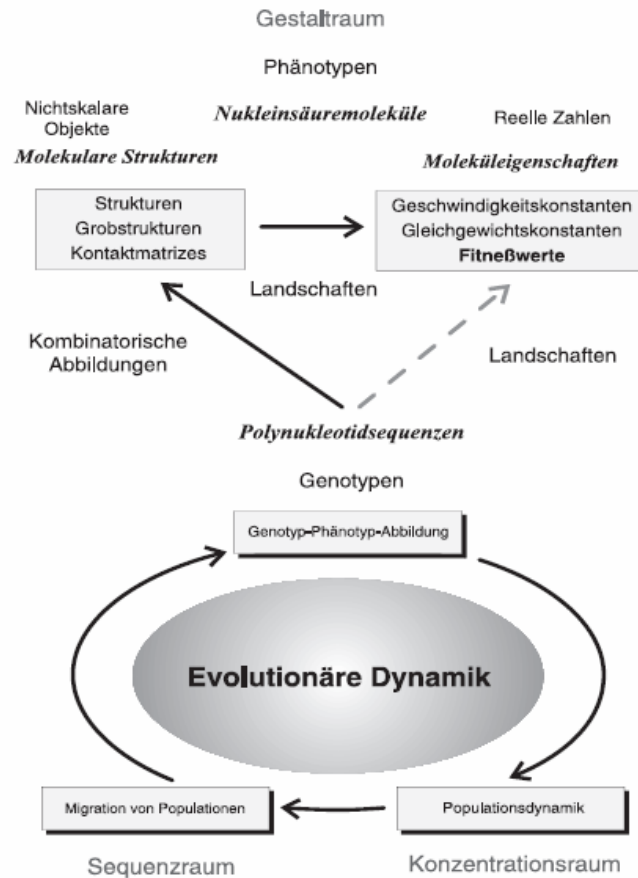 Gestaltraum
Phänotypen
Nichtskalare
Objekte
Nukleinsäuremoleküle
Reelle Zahlen
Molekulare Strukturen
Moleküleigenschaften
Strukturen
Grobstrukturen
Kontaktmatrizes
Geschwindigkeitskonstanten
Gleichgewichtskonstanten
Fitneßwerte
Landschaften
Kombinatorische
Abbildungen
Landschaften
Polynukleotidsequenzen
Genotypen
Genotyp-Phänotyp-Abbildung
Evolutionäre Dynamik
Migration von Populationen
Populationsdynamik
Sequenzraum
Konzentrationsraum